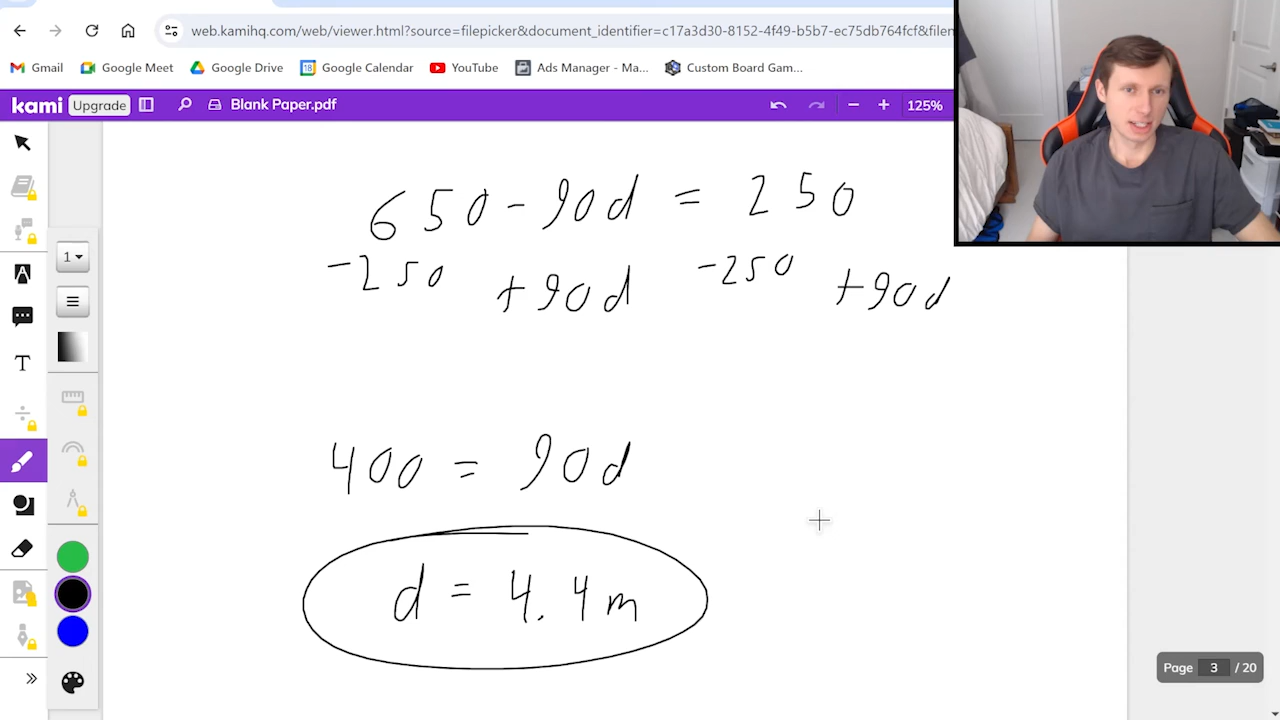 web.kamihq.com/web/viewer.html?source=filepicker&document_identifier=c17a3d30-8152-4f49-b5b7-ec75db764fcf&filen
Gmail Google Meet Google Drive 18 Google Calendar YouTube Ads Manager - Ma... Custom Board Gam...
kami Upgrade Blank Paper.pdf 125%
650 - 90d = 250
-250 +90d -250 +90d
1
T
400 = 90d
d = 4.4m
Page 3 / 20